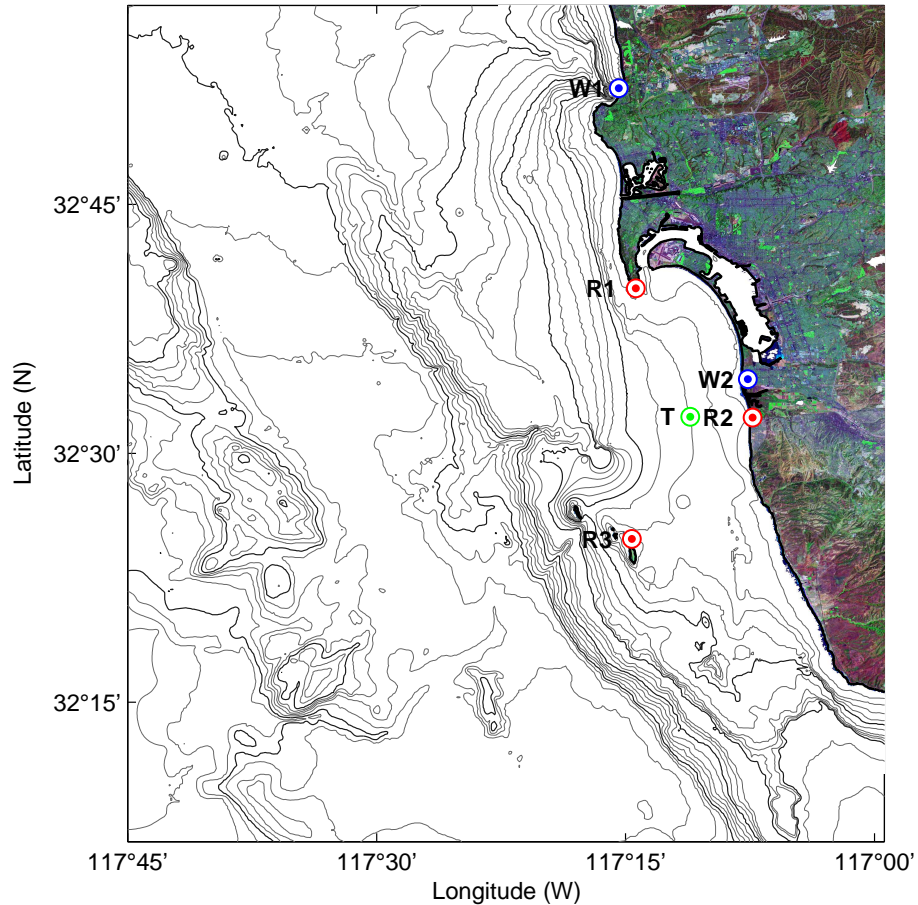 W1
32°45’
R1
W2
T
R2
Latitude (N)
32°30’
R3
32°15’
117°45’
117°30’
117°15’
117°00’
Longitude (W)